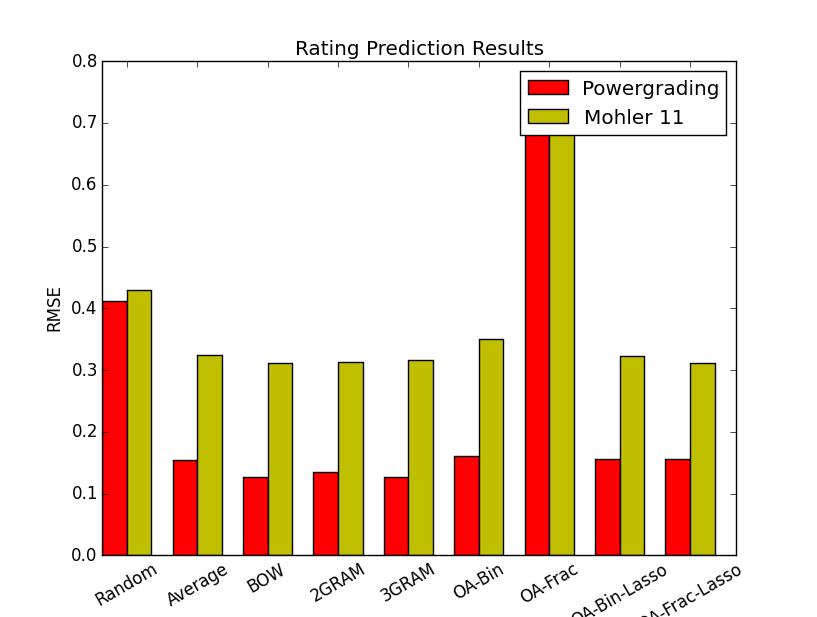 Rating Prediction Results
0.8
Powergrading
Mohler 11
0.7
0.6
0.5
RMSE
0.4
0.3
0.2
0.1
0.0
Random
Average
BOW
2GRAM
3GRAM
OA-Bin
OA-Frac
OA-Bin-Lasso
OA-Frac-Lasso